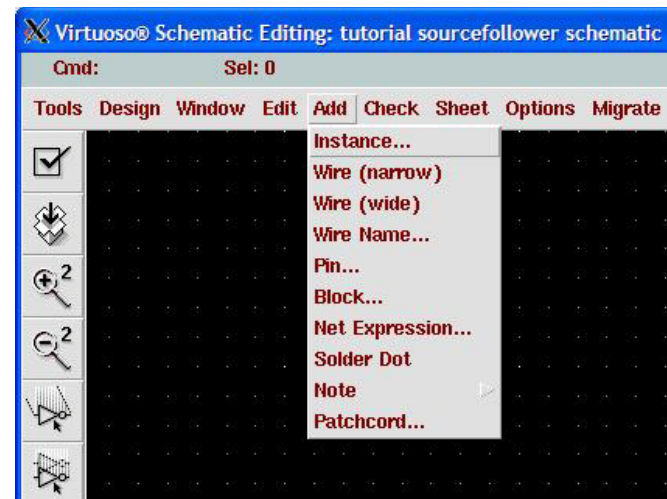 Virtuoso® Schematic Editing: tutorial sourcefollower schematic
Cmd: Sel: 0
Tools Design Window Edit Add Check Sheet Options Migrate
Instance...
Wire (narrow)
Wire (wide)
Wire Name...
Pin...
Block...
Net Expression...
Solder Dot
Note
Patchcord...
2
2